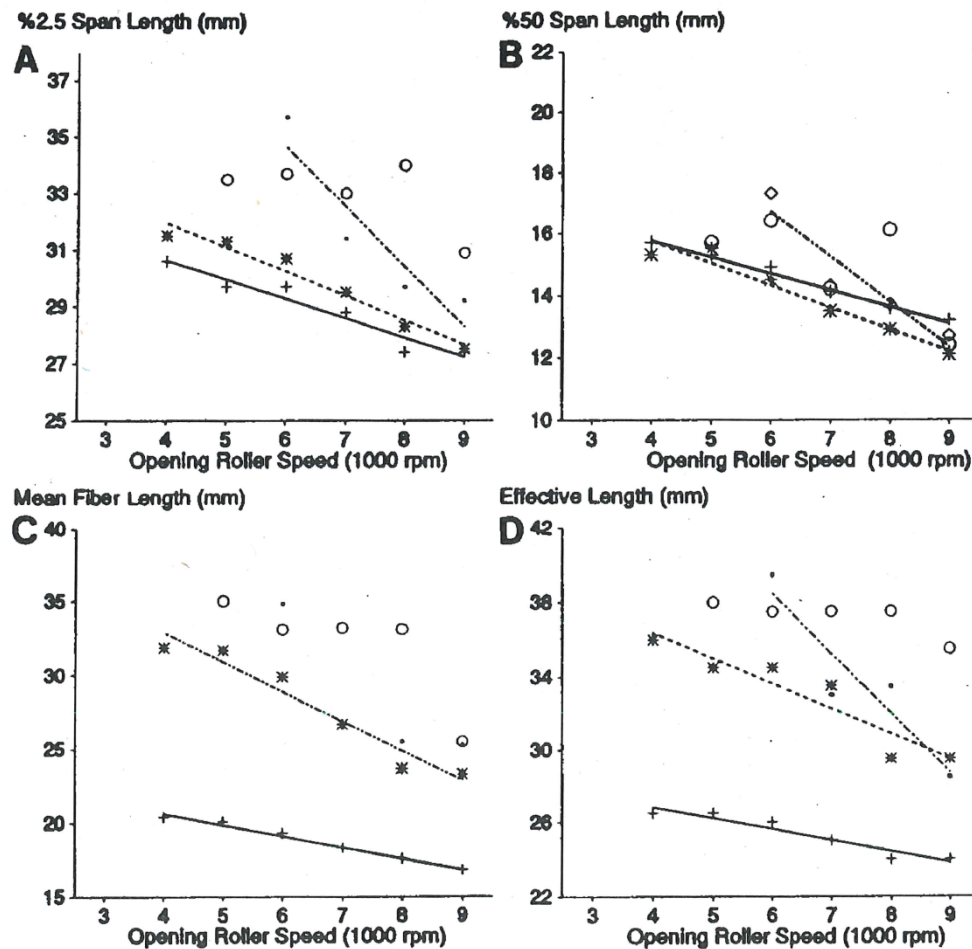 %2.5 Span Length (mm)
A
37
35
33
31
29
27
25
3 4 5 6 7 8 9
Opening Roller Speed (1000 rpm)
%50 Span Length (mm)
B
22
20
18
16
14
12
10
3 4 5 6 7 8 9
Opening Roller Speed (1000 rpm)
Mean Fiber Length (mm)
C
40
35
30
25
20
15
3 4 5 6 7 8 9
Opening Roller Speed (1000 rpm)
Effective Length (mm)
D
42
38
34
30
26
22
3 4 5 6 7 8 9
Opening Roller Speed (1000 rpm)